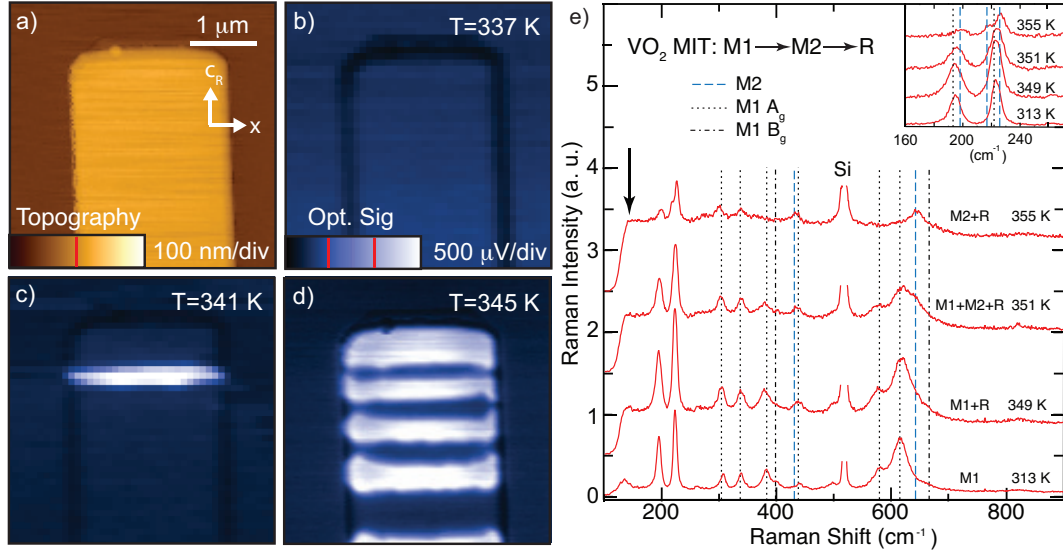 a)
1 μm
C_R
x
Topography
100 nm/div
b)
T=337 K
Opt. Sig
500 μV/div
c)
T=341 K
d)
T=345 K
e)
VO₂ MIT: M1→M2→R
M2
M1 A_g
M1 B_g
355 K
351 K
349 K
313 K
160 200 240
(cm⁻¹)
Si
M2+R 355 K
M1+M2+R 351 K
M1+R 349 K
M1 313 K
6
5
4
3
2
1
0
Raman Intensity (a. u.)
200 400 600 800
Raman Shift (cm⁻¹)